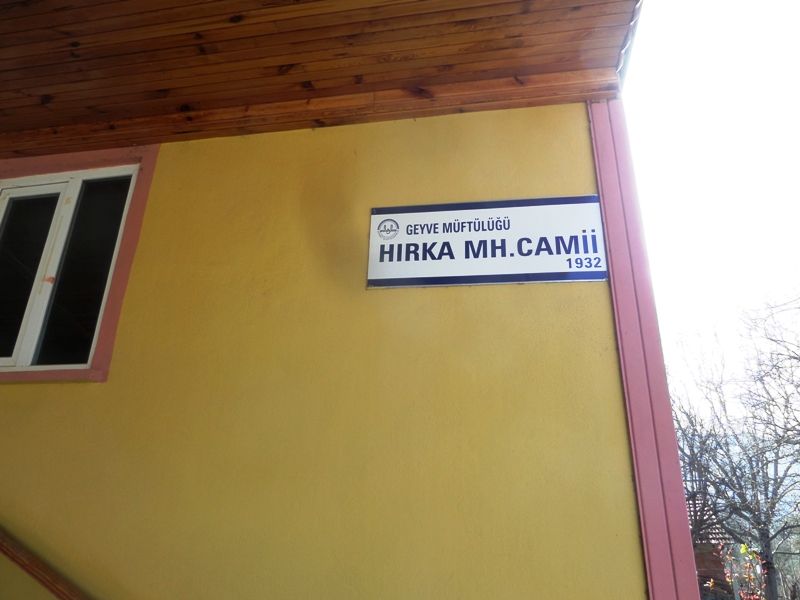 GEYVE MÜFTÜLÜĞÜ
HIRKA MH.CAMİİ
1932